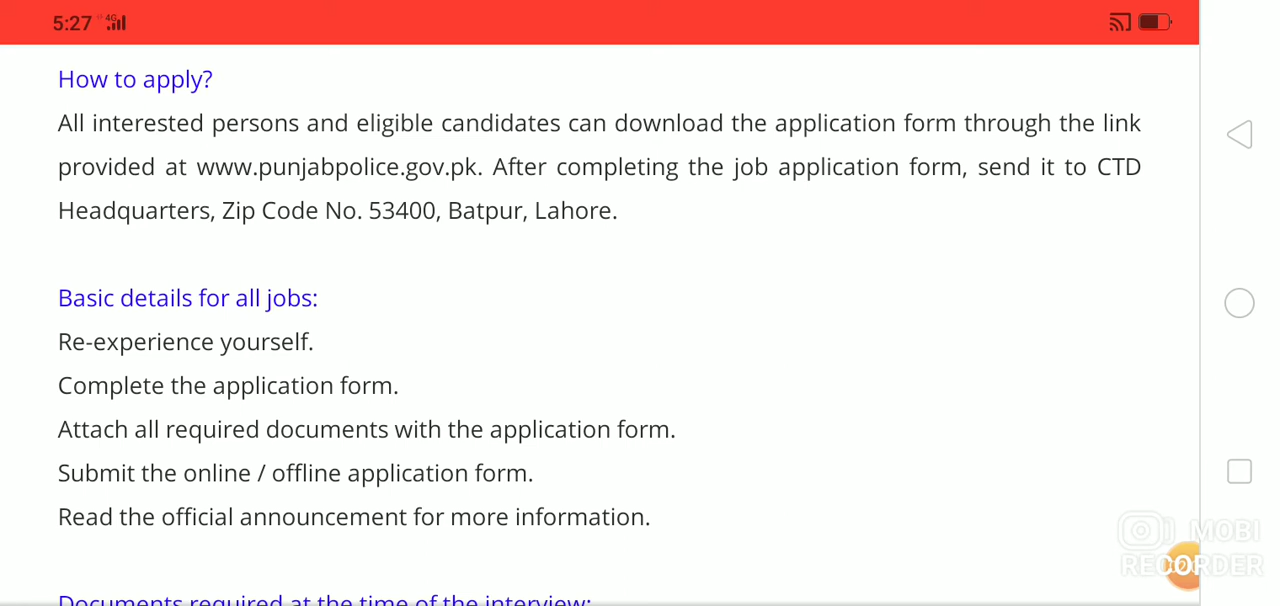 5:27 4G
How to apply?
All interested persons and eligible candidates can download the application form through the link
provided at www.punjabpolice.gov.pk. After completing the job application form, send it to CTD
Headquarters, Zip Code No. 53400, Batpur, Lahore.
Basic details for all jobs:
Re-experience yourself.
Complete the application form.
Attach all required documents with the application form.
Submit the online / offline application form.
Read the official announcement for more information.
MOBI
RECORDER
Documents required at the time of the interview: